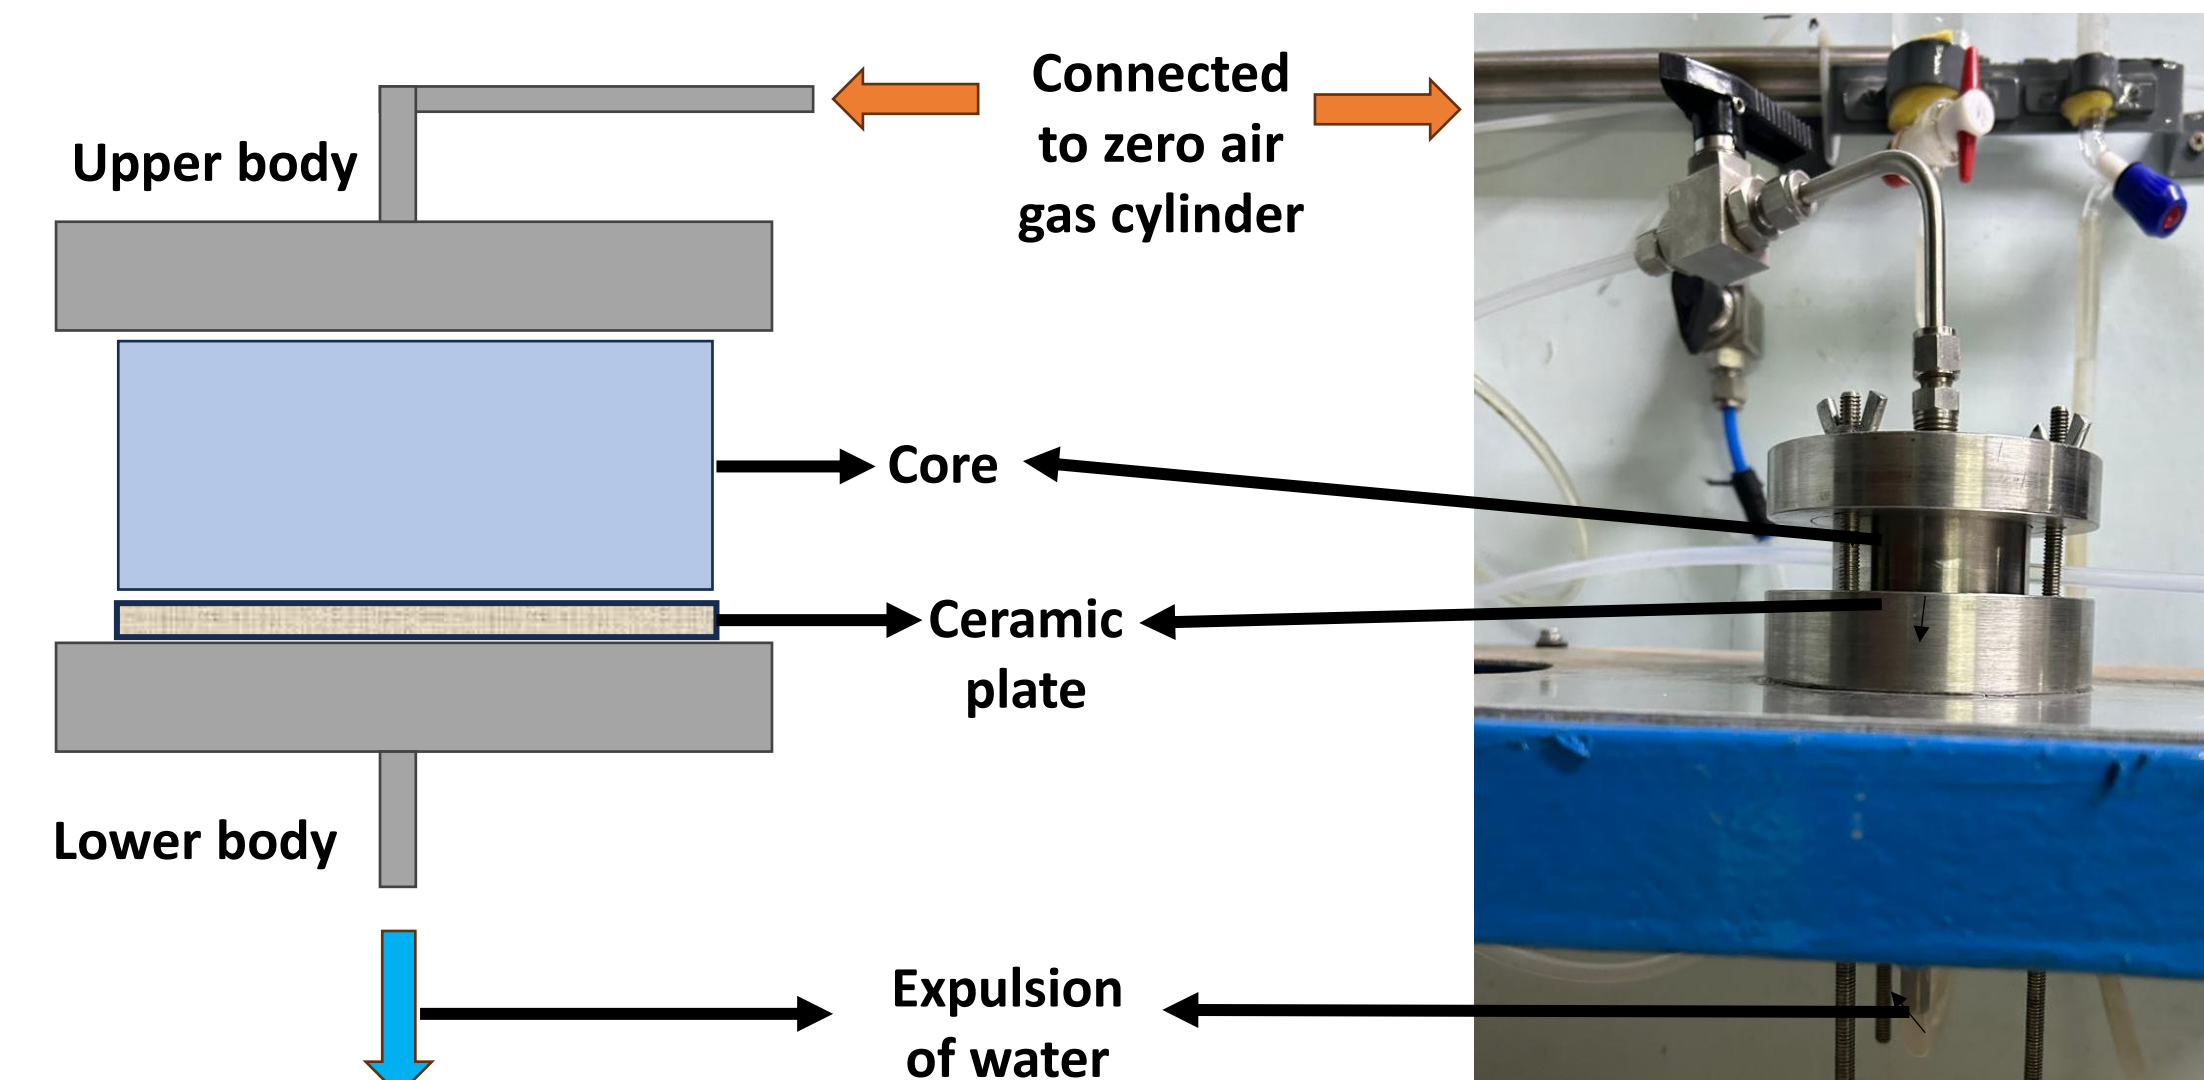 Connected
to zero air
gas cylinder
Upper body
Core
Ceramic
plate
Lower body
Expulsion
of water